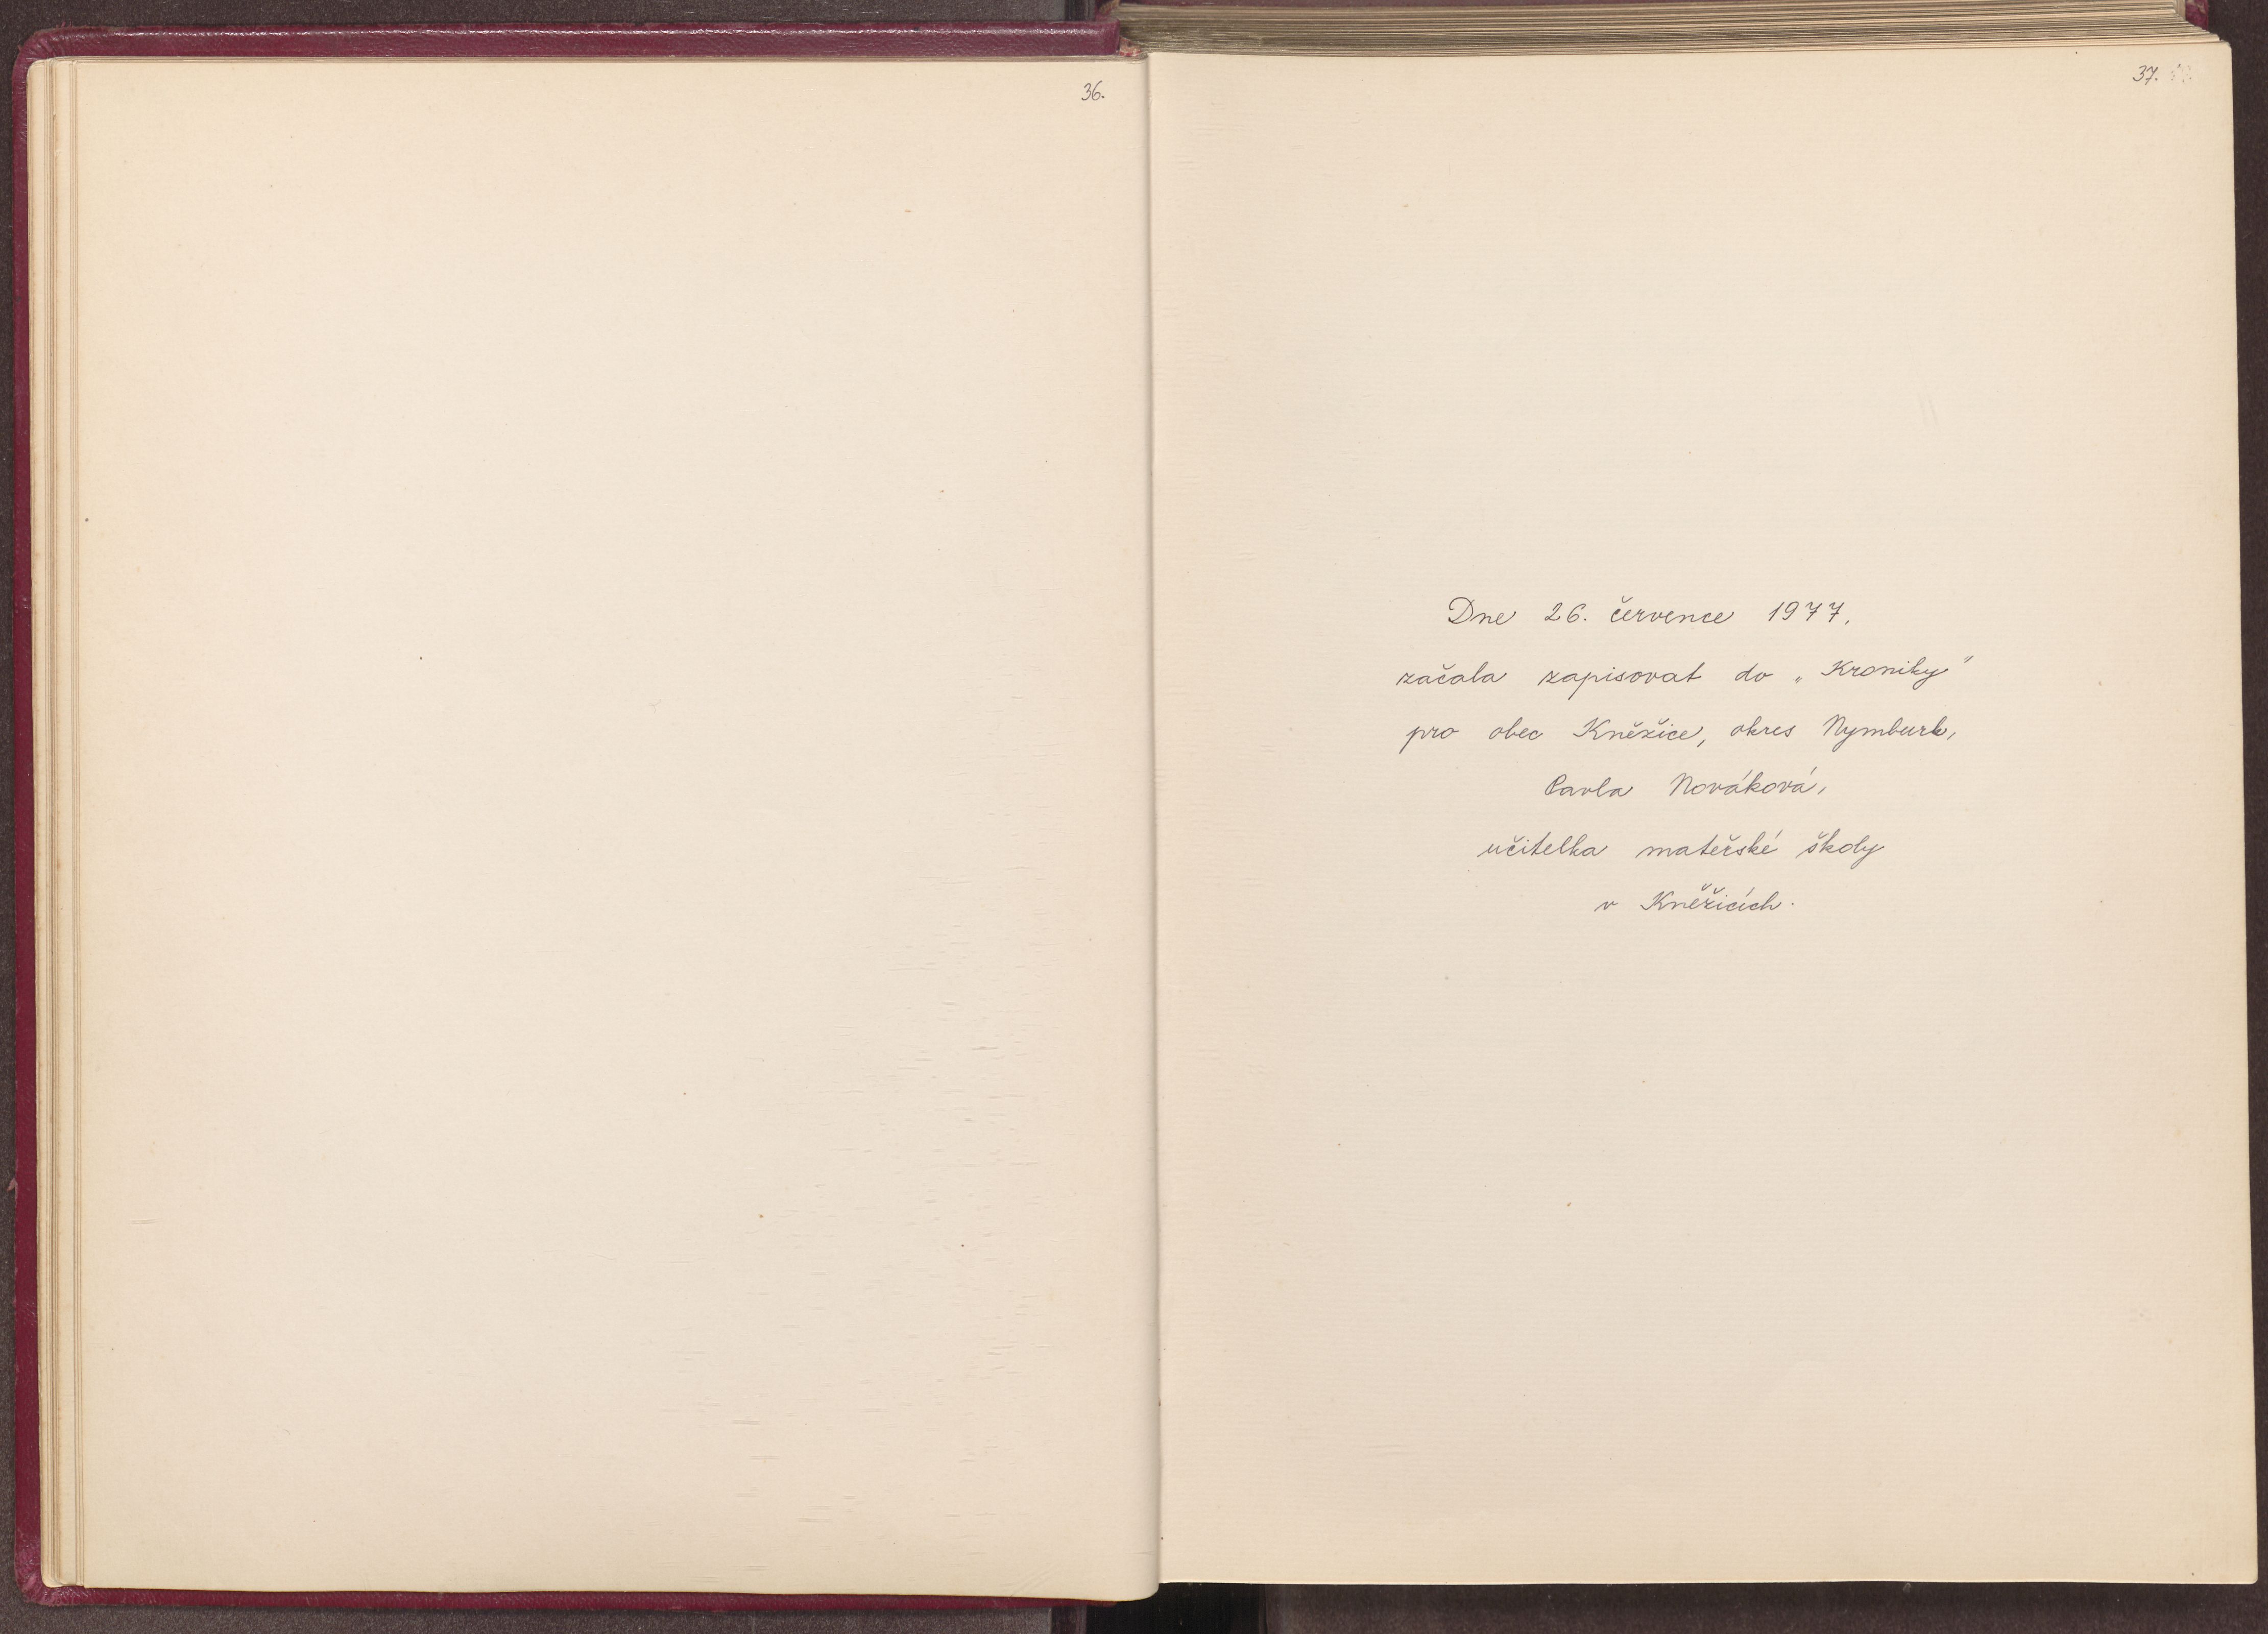 36.
37.
Dne 26. července 1977,
začala zapisovat do „Kroniky"
pro obec Kněžice, okres Nymburk,
Pavla Nováková,
učitelka mateřské školy
v Kněžicích.